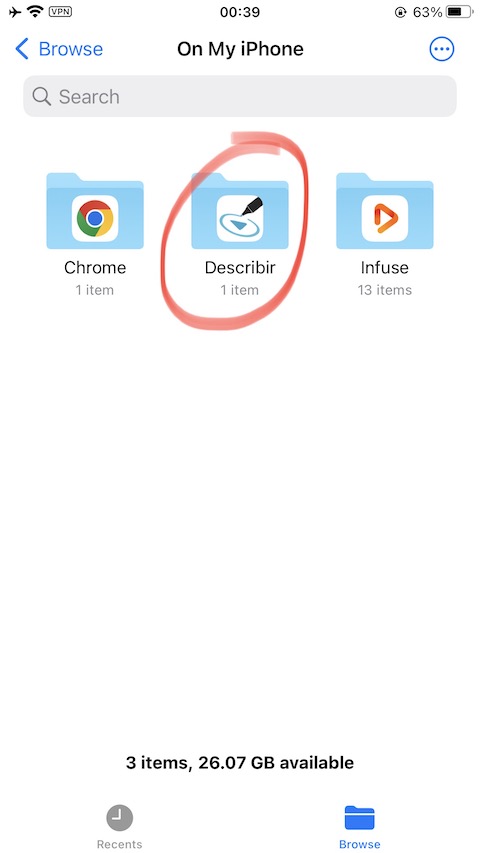 VPN 00:39 63%
Browse On My iPhone
Search
Chrome Describir Infuse
1 item 1 item 13 items
3 items, 26.07 GB available
Recents Browse